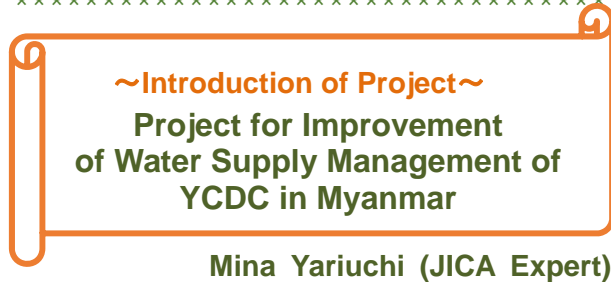 ～Introduction of Project～
Project for Improvement
of Water Supply Management of
YCDC in Myanmar
Mina Yariuchi (JICA Expert)